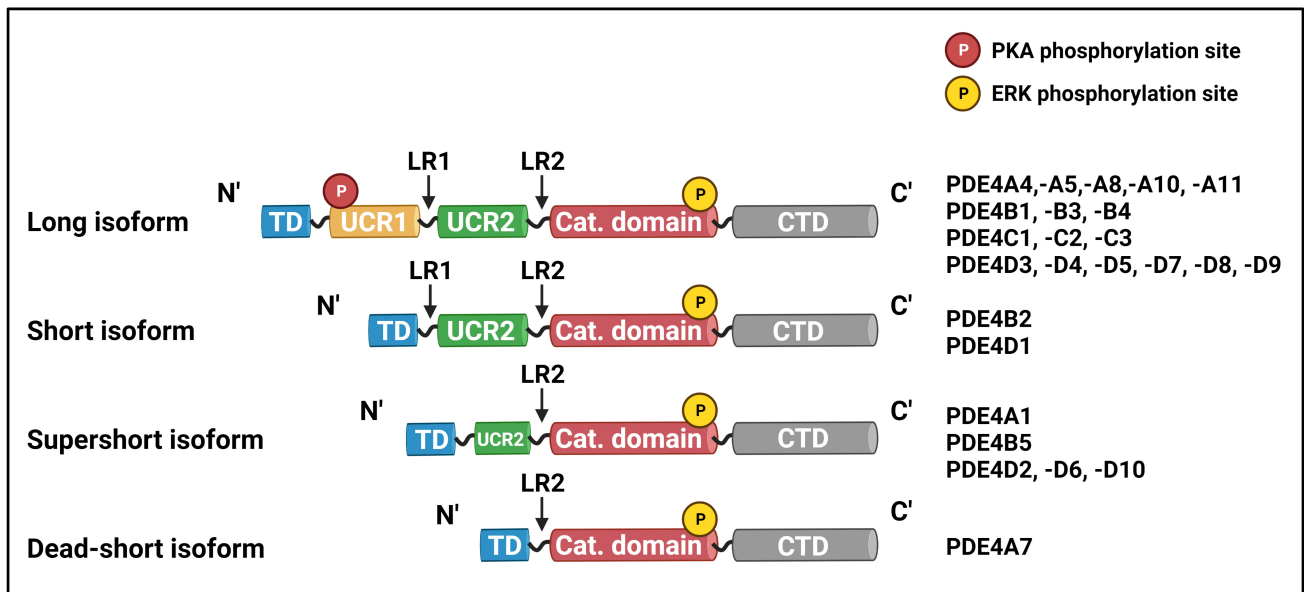 P PKA phosphorylation site
P ERK phosphorylation site
LR1 LR2
N' P P C'
PDE4A4,-A5,-A8,-A10, -A11
Long isoform TD UCR1 UCR2 Cat. domain CTD
PDE4B1, -B3, -B4
PDE4C1, -C2, -C3
PDE4D3, -D4, -D5, -D7, -D8, -D9
LR1 LR2
N' P C'
Short isoform TD UCR2 Cat. domain CTD
PDE4B2
PDE4D1
LR2
N' P C'
Supershort isoform TD UCR2 Cat. domain CTD
PDE4A1
PDE4B5
PDE4D2, -D6, -D10
LR2
N' P C'
Dead-short isoform TD Cat. domain CTD
PDE4A7